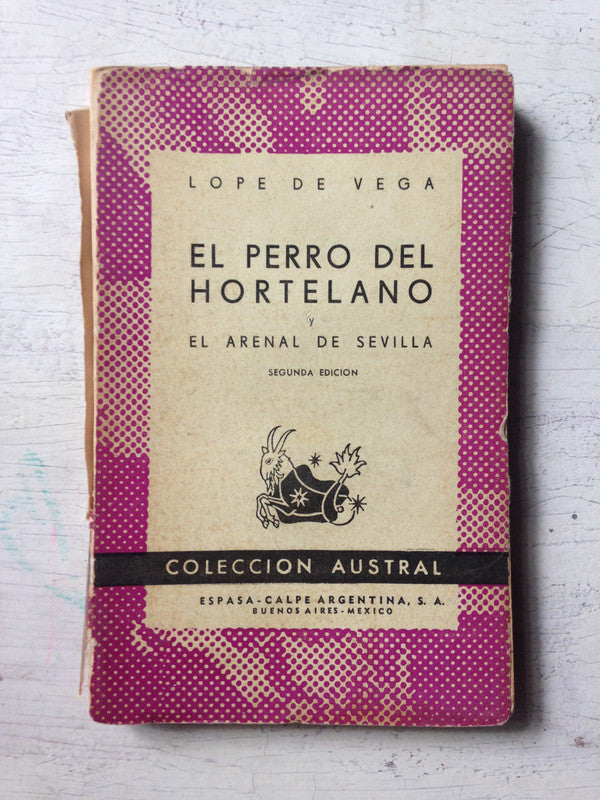 LOPE DE VEGA
EL PERRO DEL
HORTELANO
y
EL ARENAL DE SEVILLA
SEGUNDA EDICION
COLECCION AUSTRAL
ESPASA-CALPE ARGENTINA, S. A.
BUENOS AIRES-MEXICO